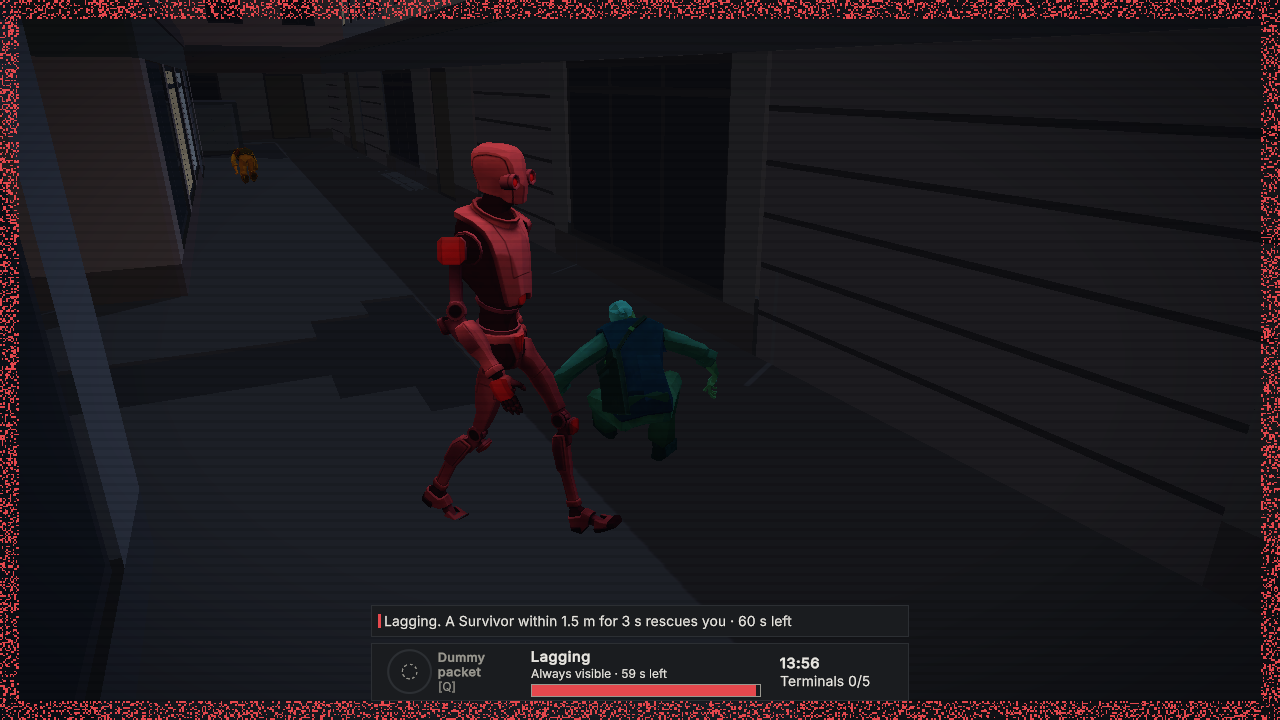 Lagging. A Survivor within 1.5 m for 3 s rescues you · 60 s left
Dummy
packet
[Q]
Lagging
Always visible · 59 s left
13:56
Terminals 0/5